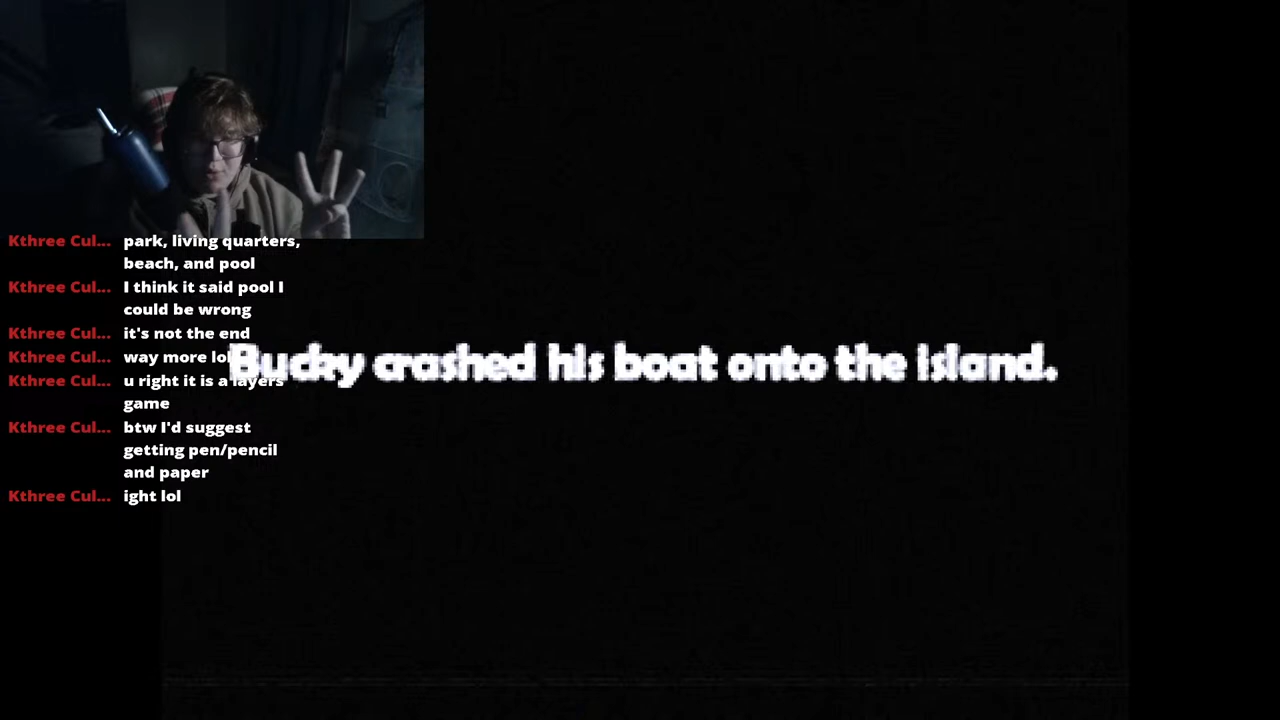 Kthree Cul... park, living quarters,
beach, and pool
Kthree Cul... I think it said pool I
could be wrong
Kthree Cul... it's not the end
Kthree Cul... way more lol
Bucky crashed his boat onto the island.
Kthree Cul... u right it is a layers
game
Kthree Cul... btw I'd suggest
getting pen/pencil
and paper
Kthree Cul... ight lol